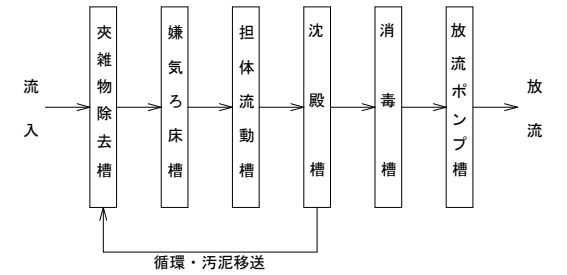 流入
夾雑物除去槽
嫌気ろ床槽
担体流動槽
沈殿槽
消毒槽
放流ポンプ槽
放流
循環・汚泥移送